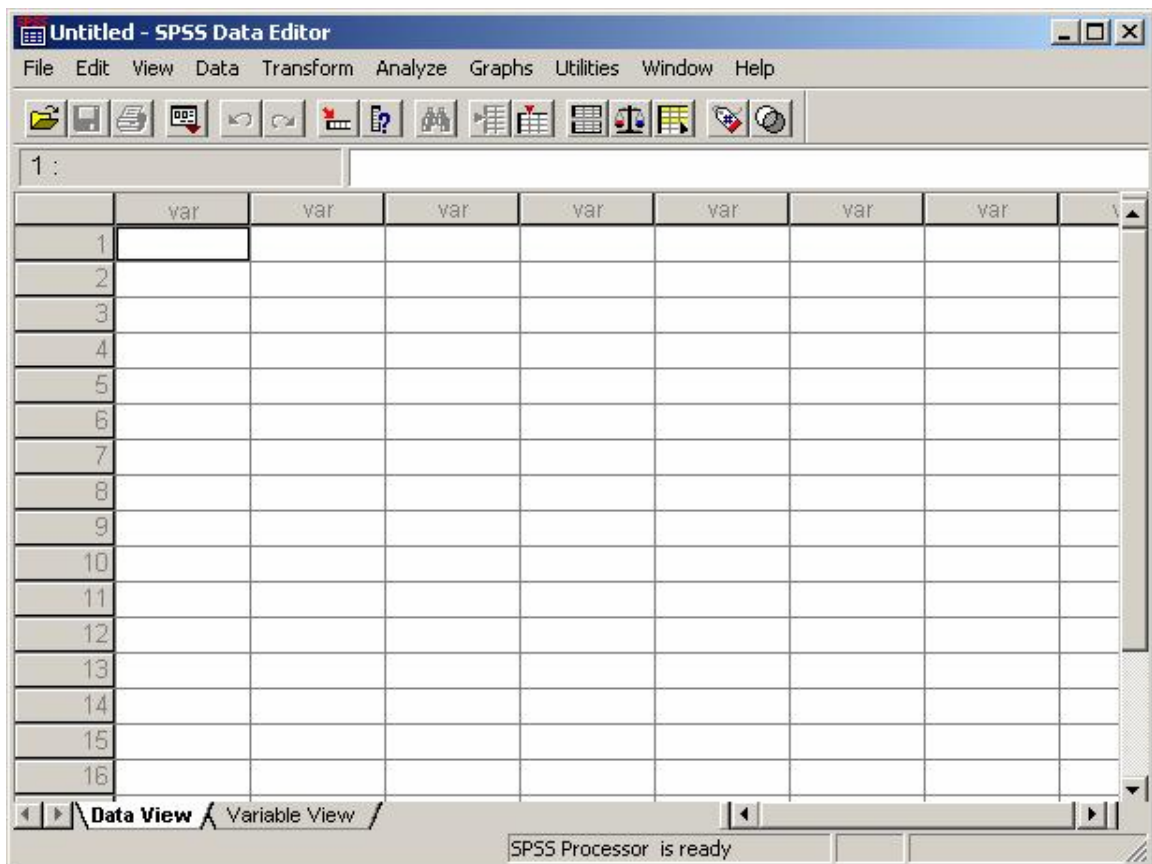 SPSS
Untitled - SPSS Data Editor
File Edit View Data Transform Analyze Graphs Utilities Window Help
1 :
var var var var var var var v
1
2
3
4
5
6
7
8
9
10
11
12
13
14
15
16
Data View Variable View
SPSS Processor is ready